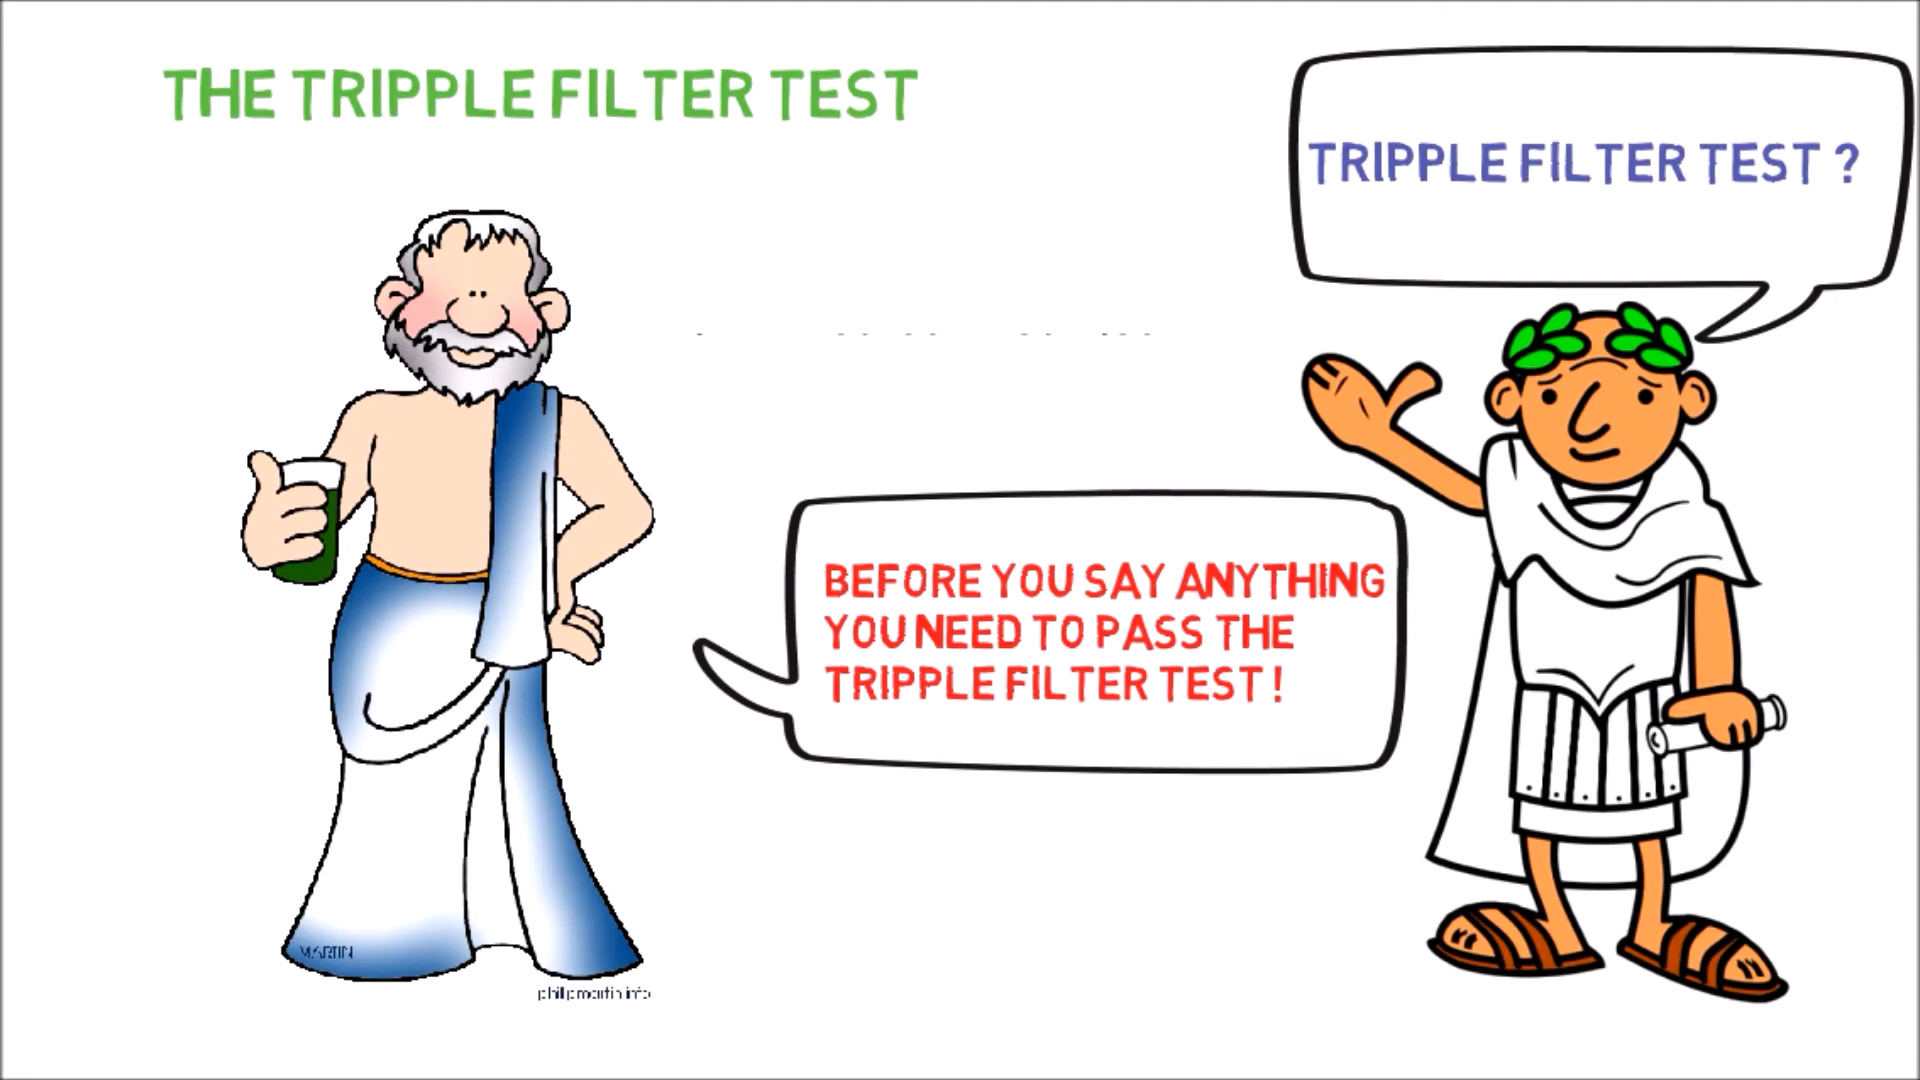 THE TRIPPLE FILTER TEST
TRIPPLE FILTER TEST ?
BEFORE YOU SAY ANYTHING
YOU NEED TO PASS THE
TRIPPLE FILTER TEST !
MARTIN
phillipmartin.info